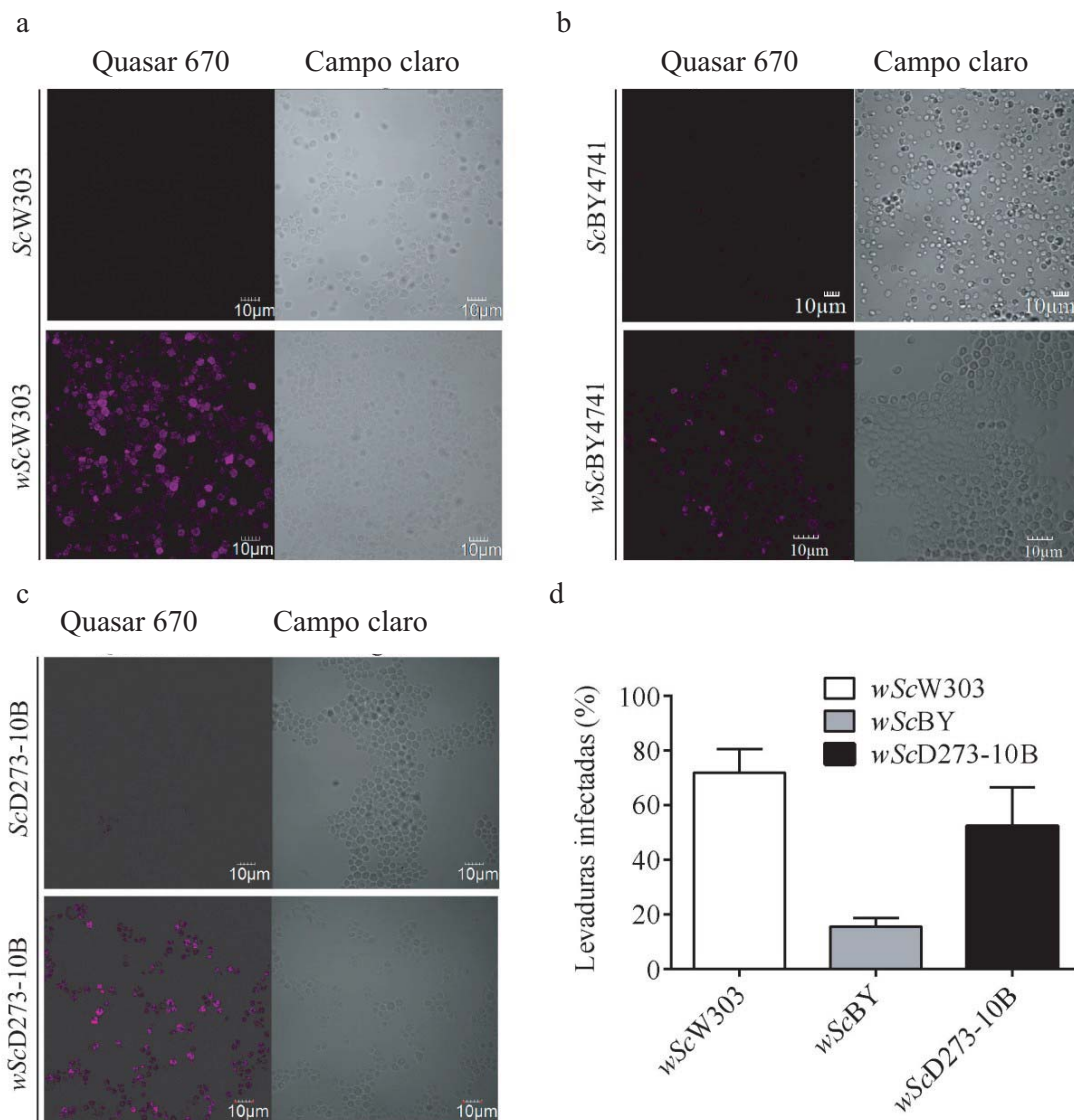 a
Quasar 670 Campo claro
ScW303
10µm 10µm
wScW303
10µm 10µm
b
Quasar 670 Campo claro
ScBY4741
10µm 10µm
wScBY4741
10µm 10µm
c
Quasar 670 Campo claro
ScD273-10B
10µm 10µm
wScD273-10B
10µm 10µm
d
Levaduras infectadas (%)
100
80
60
40
20
0
wScW303
wScBY
wScD273-10B
wScW303
wScBY
wScD273-10B